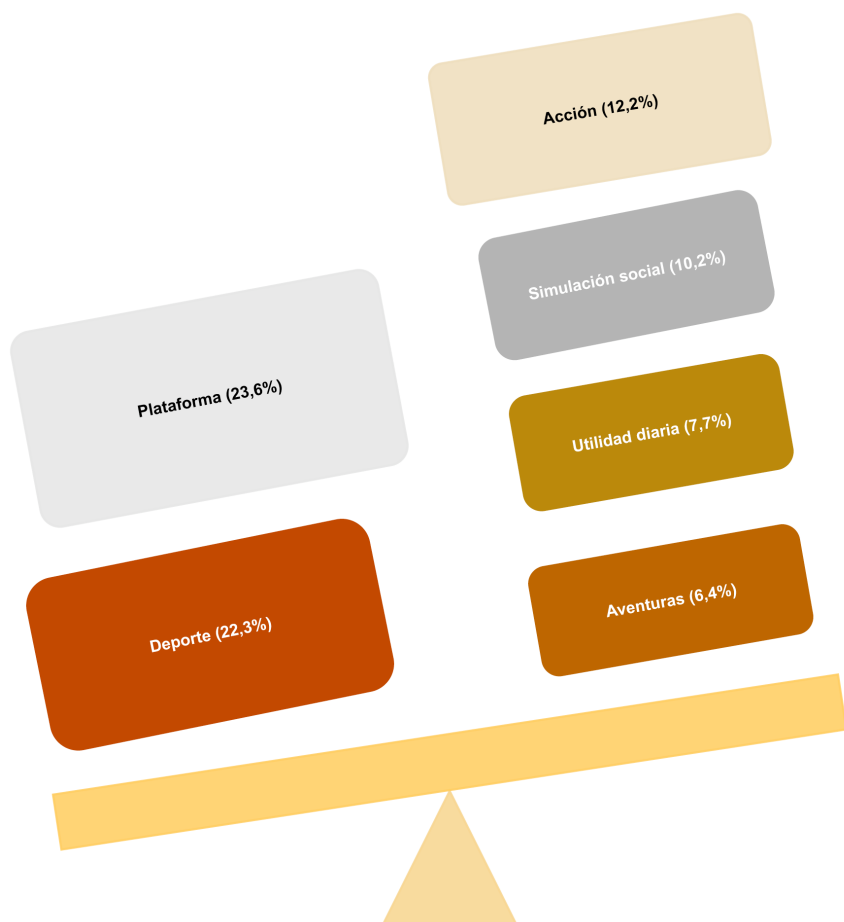 Acción (12,2%)
Simulación social (10,2%)
Plataforma (23,6%)
Utilidad diaria (7,7%)
Deporte (22,3%)
Aventuras (6,4%)